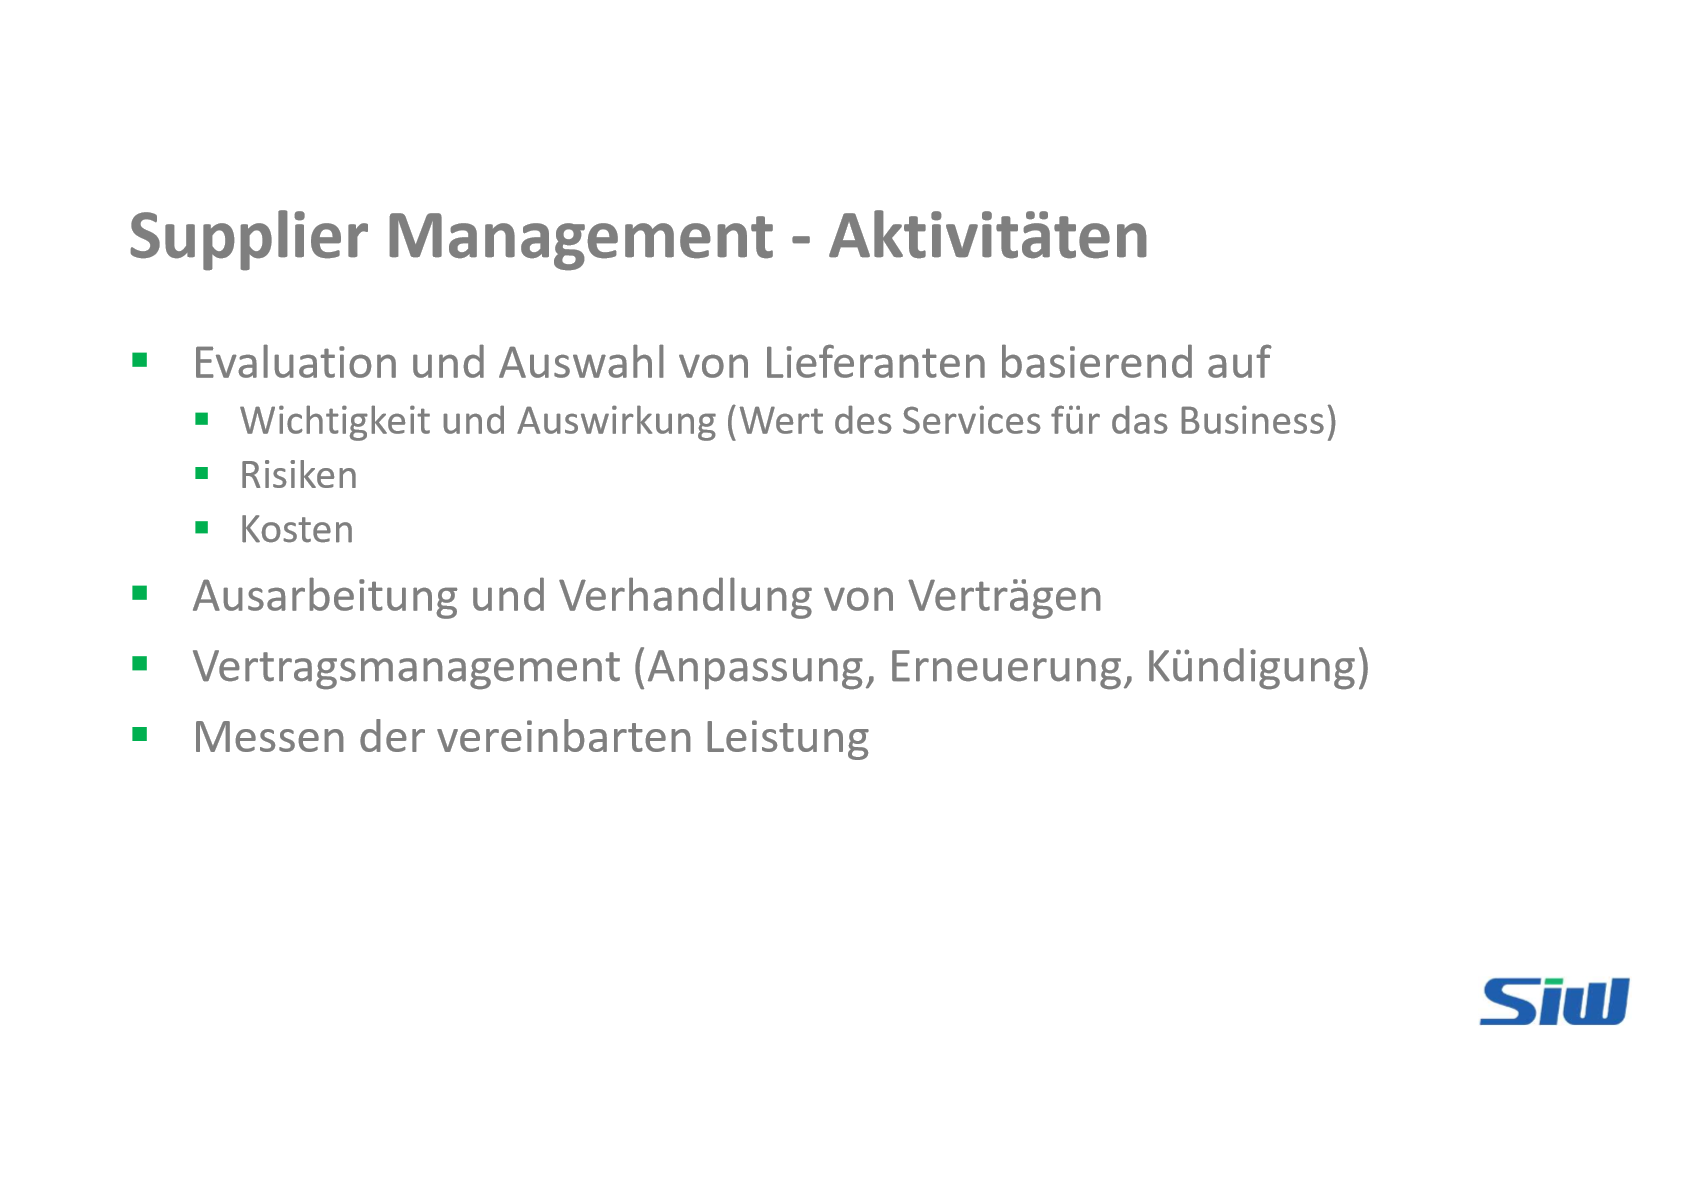 Supplier Management - Aktivitäten
Evaluation und Auswahl von Lieferanten basierend auf
Wichtigkeit und Auswirkung (Wert des Services für das Business)
Risiken
Kosten
Ausarbeitung und Verhandlung von Verträgen
Vertragsmanagement (Anpassung, Erneuerung, Kündigung)
Messen der vereinbarten Leistung
Siw